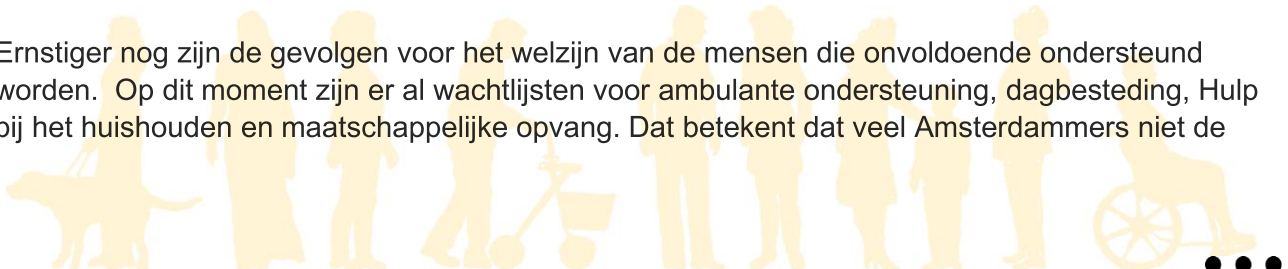 Ernstiger nog zijn de gevolgen voor het welzijn van de mensen die onvoldoende ondersteund
worden.  Op dit moment zijn er al wachtlijsten voor ambulante ondersteuning, dagbesteding, Hulp
bij het huishouden en maatschappelijke opvang. Dat betekent dat veel Amsterdammers niet de